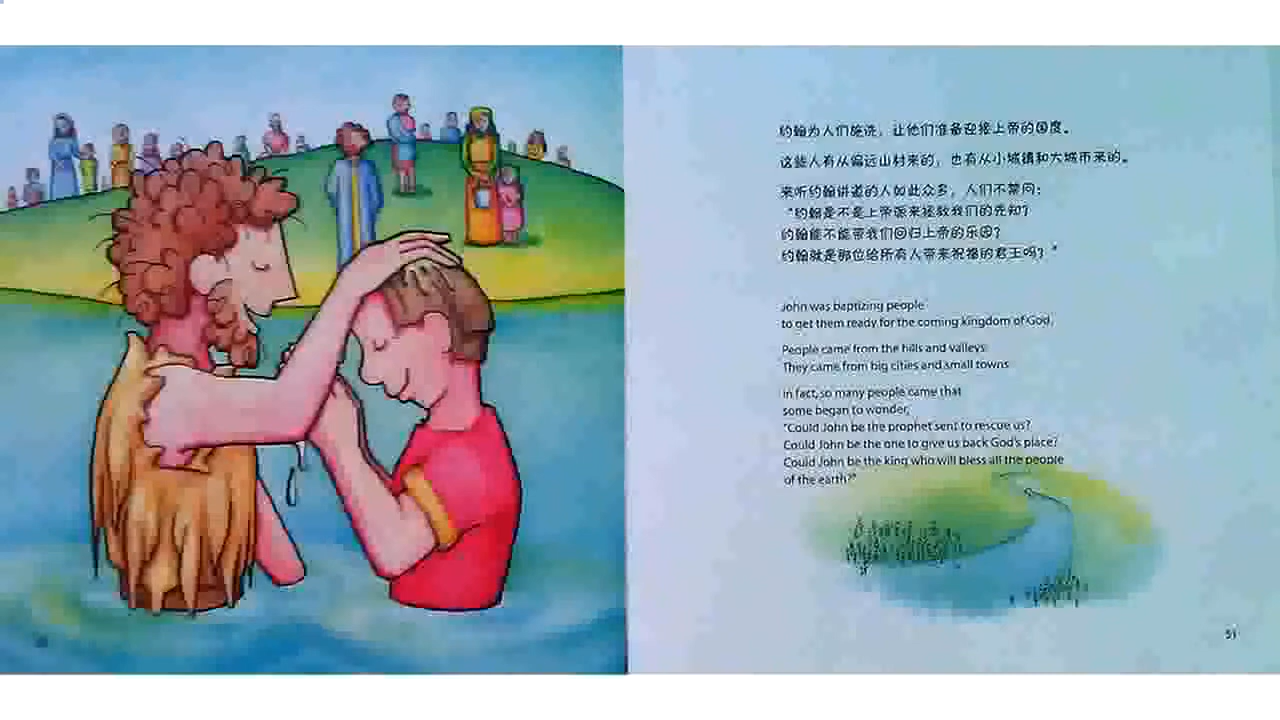 约翰为人们施洗，让他们准备迎接上帝的国度。
这些人有从偏远山村来的，也有从小城镇和大城市来的。
来听约翰讲道的人如此众多，人们不禁问：
“约翰是不是上帝派来拯救我们的先知？
约翰能不能带我们回归上帝的乐园？
约翰就是那位给所有人带来祝福的君王吗？”
John was baptizing people
to get them ready for the coming kingdom of God.
People came from the hills and valleys.
They came from big cities and small towns.
In fact, so many people came that
some began to wonder,
"Could John be the prophet sent to rescue us?
Could John be the one to give us back God's place?
Could John be the king who will bless all the people
of the earth?"
51